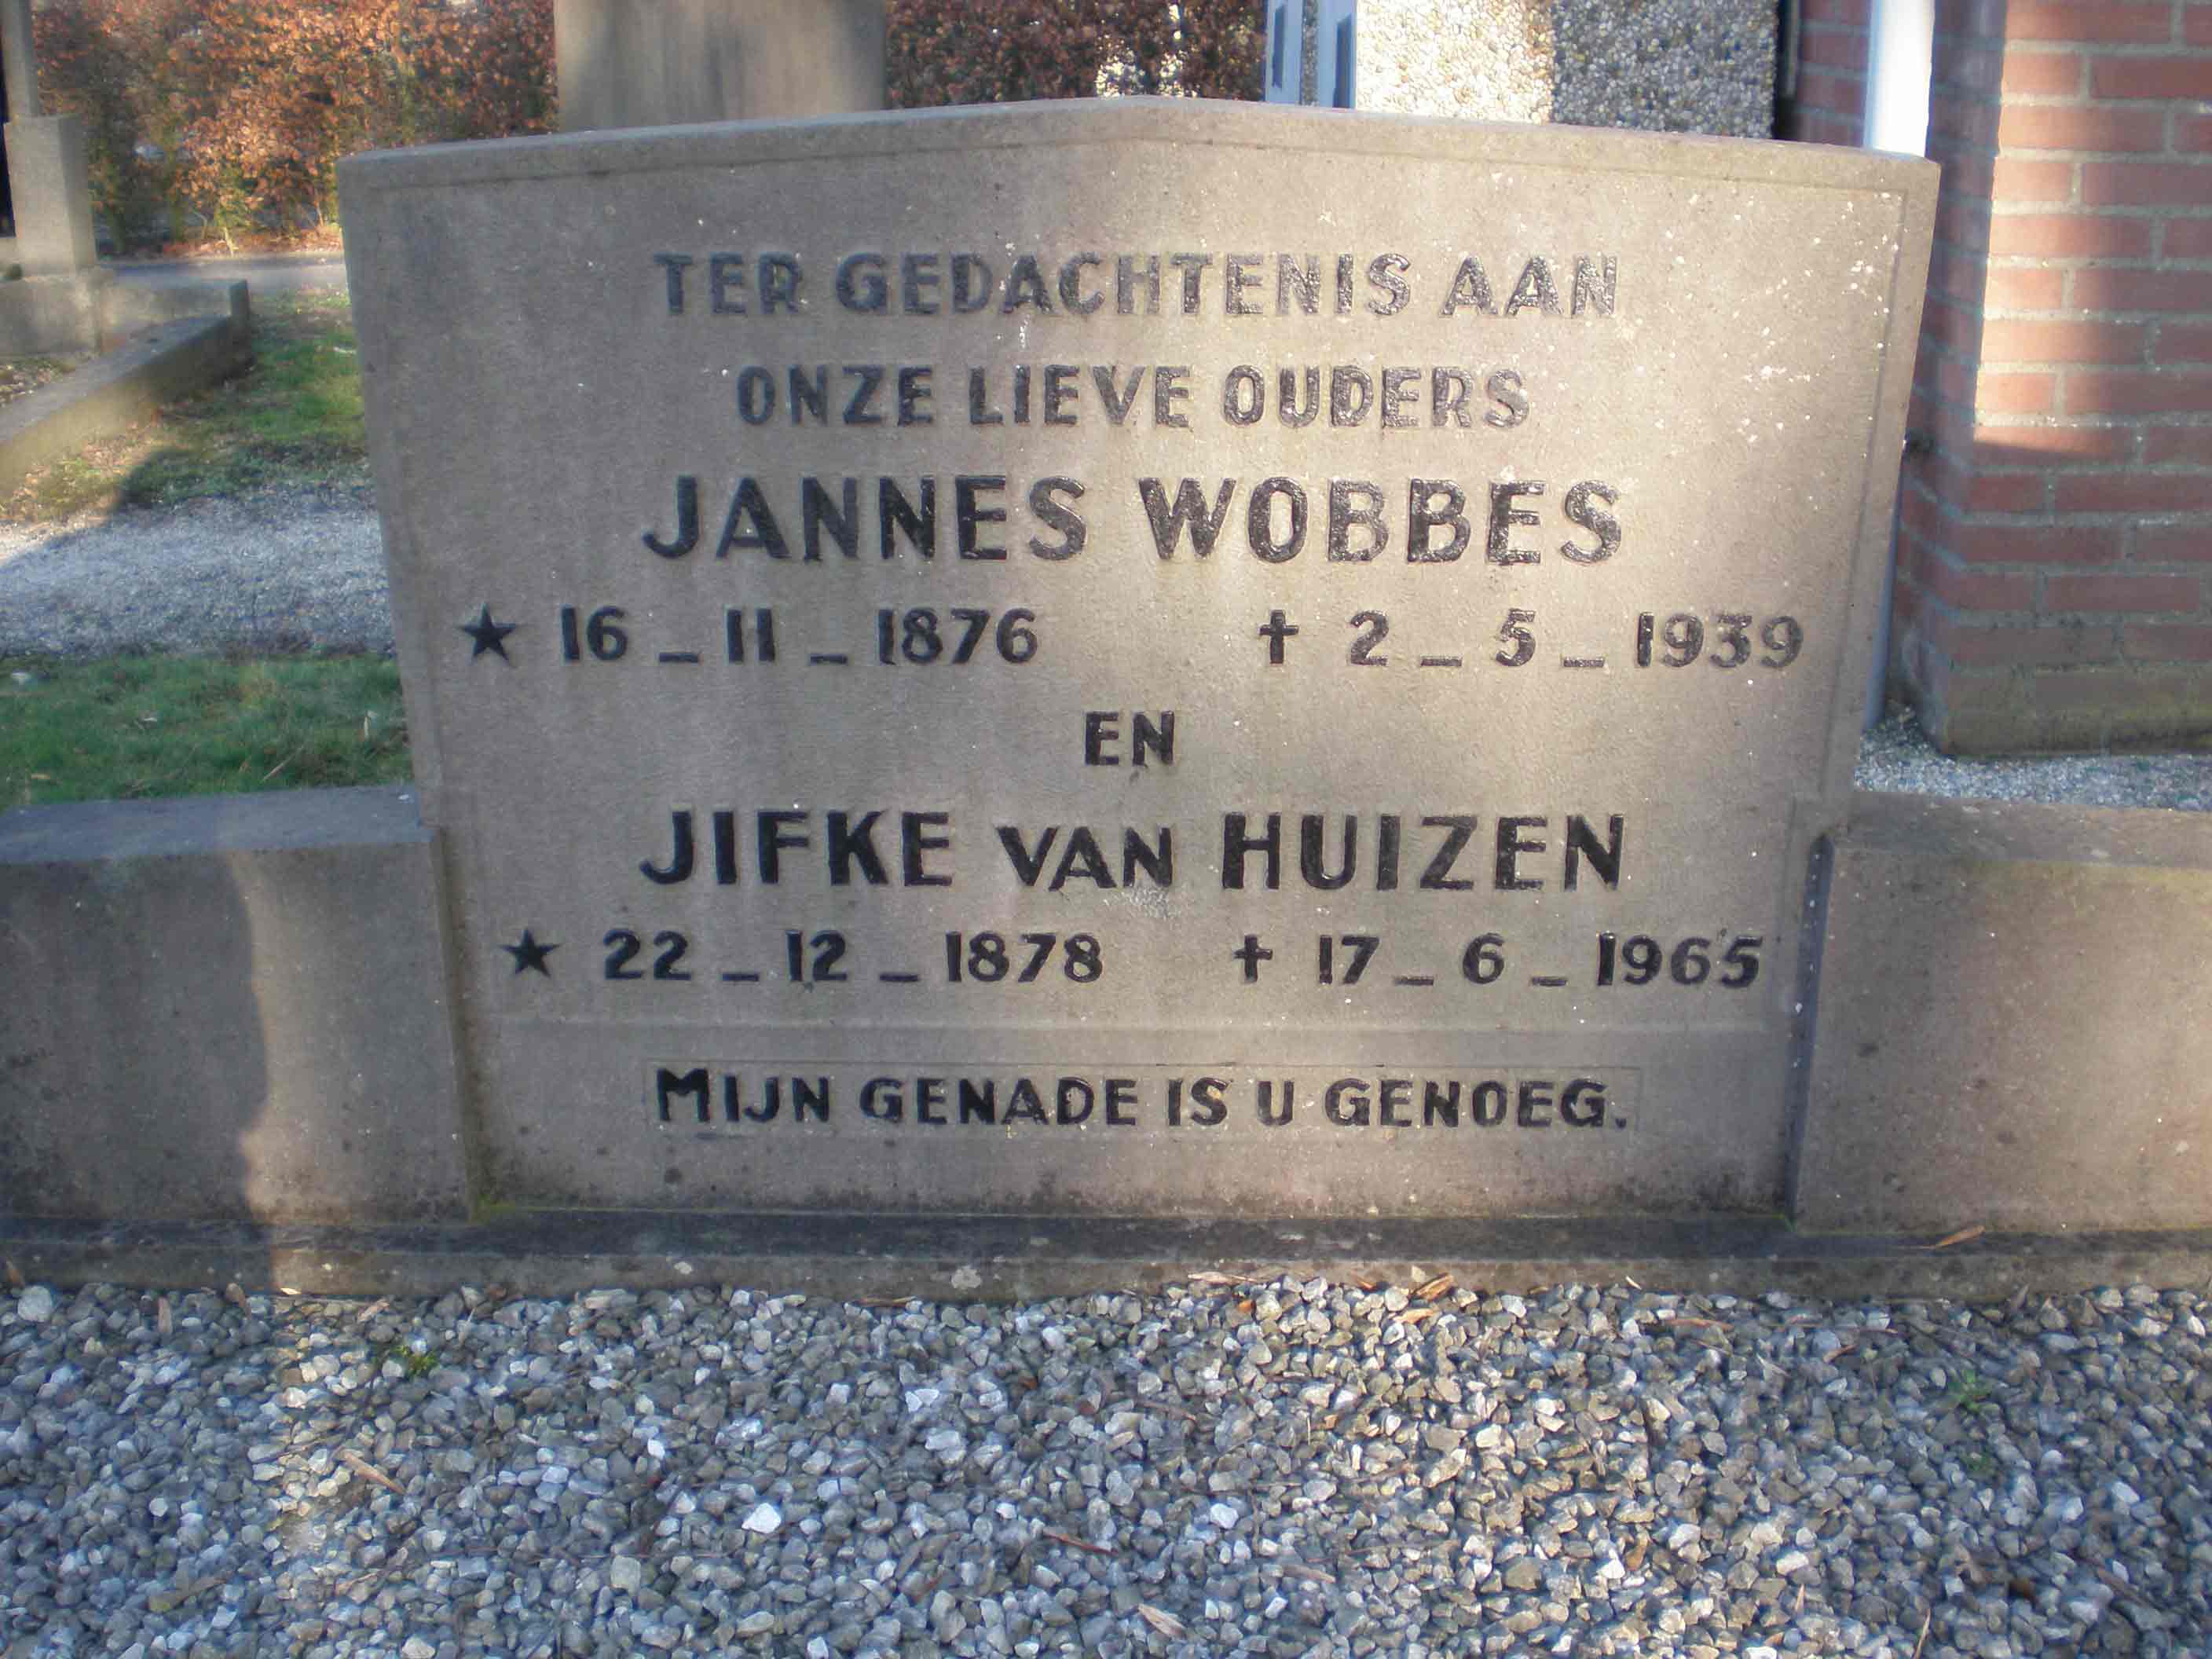 TER GEDACHTENIS AAN
ONZE LIEVE OUDERS
JANNES WOBBES
★ 16 _ 11 _ 1876 † 2 _ 5 _ 1939
EN
JIFKE VAN HUIZEN
★ 22 _ 12 _ 1878 † 17 _ 6 _ 1965
MIJN GENADE IS U GENOEG.